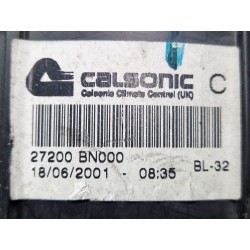 CALSONIC C
Calsonic Climate Control (UK)
27200 BN000
18/06/2001 - 08:35 BL-32